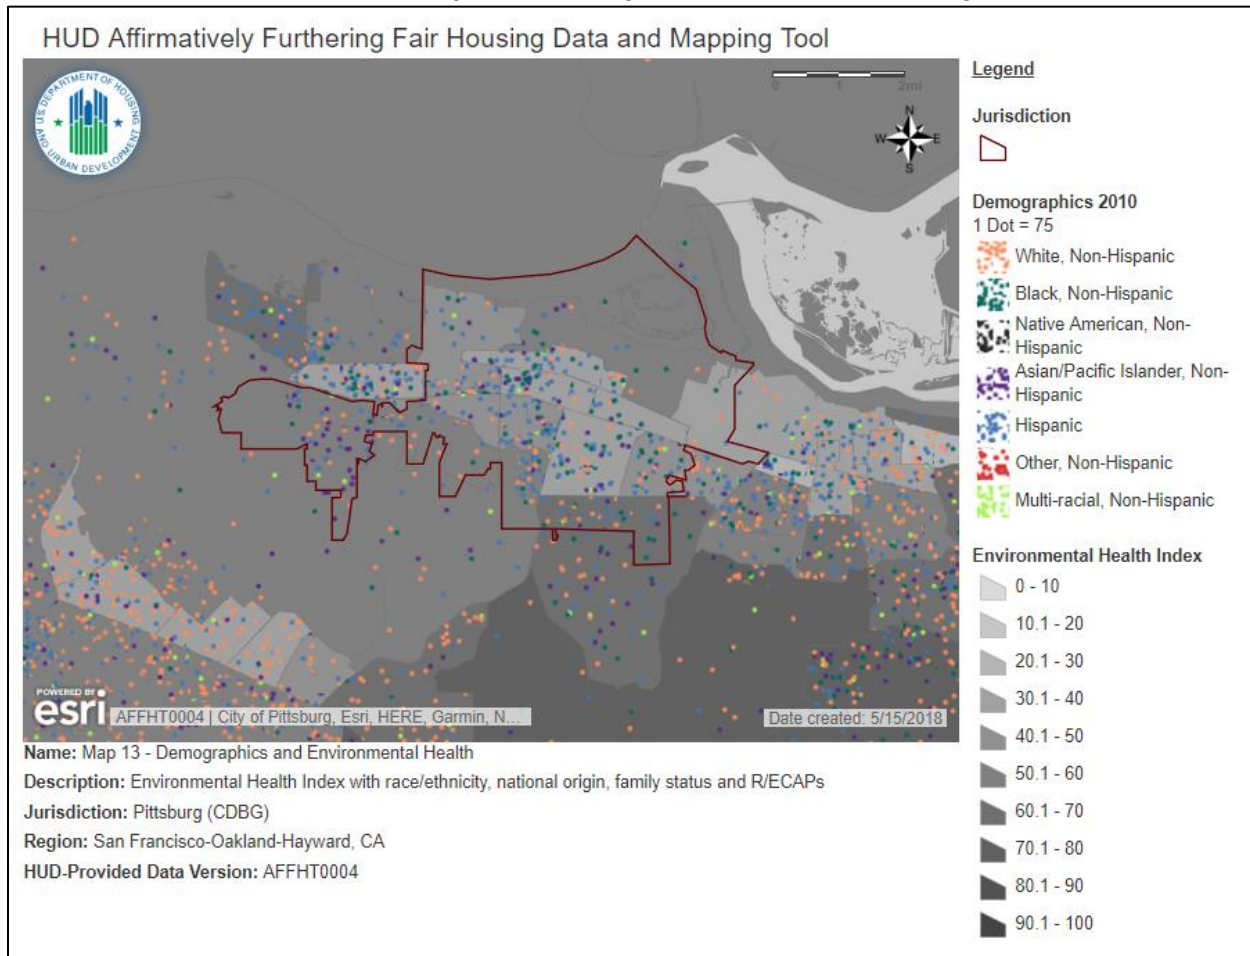 HUD Affirmatively Furthering Fair Housing Data and Mapping Tool
U.S. DEPARTMENT OF HOUSING
AND URBAN DEVELOPMENT
0 1 2mi
N
W E
S
POWERED BY
esri
AFFHT0004 | City of Pittsburg, Esri, HERE, Garmin, N...
Date created: 5/15/2018
Legend
Jurisdiction
Demographics 2010
1 Dot = 75
White, Non-Hispanic
Black, Non-Hispanic
Native American, Non-
Hispanic
Asian/Pacific Islander, Non-
Hispanic
Hispanic
Other, Non-Hispanic
Multi-racial, Non-Hispanic
Environmental Health Index
0 - 10
10.1 - 20
20.1 - 30
30.1 - 40
40.1 - 50
50.1 - 60
60.1 - 70
70.1 - 80
80.1 - 90
90.1 - 100
Name: Map 13 - Demographics and Environmental Health
Description: Environmental Health Index with race/ethnicity, national origin, family status and R/ECAPs
Jurisdiction: Pittsburg (CDBG)
Region: San Francisco-Oakland-Hayward, CA
HUD-Provided Data Version: AFFHT0004